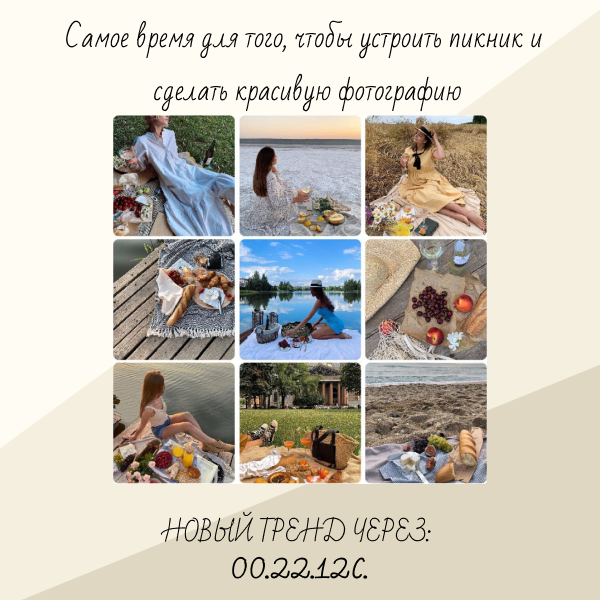 Самое время для того, чтобы устроить пикник и
сделать красивую фотографию
НОВЫЙ ТРЕНД ЧЕРЕЗ:
00.22.12С.